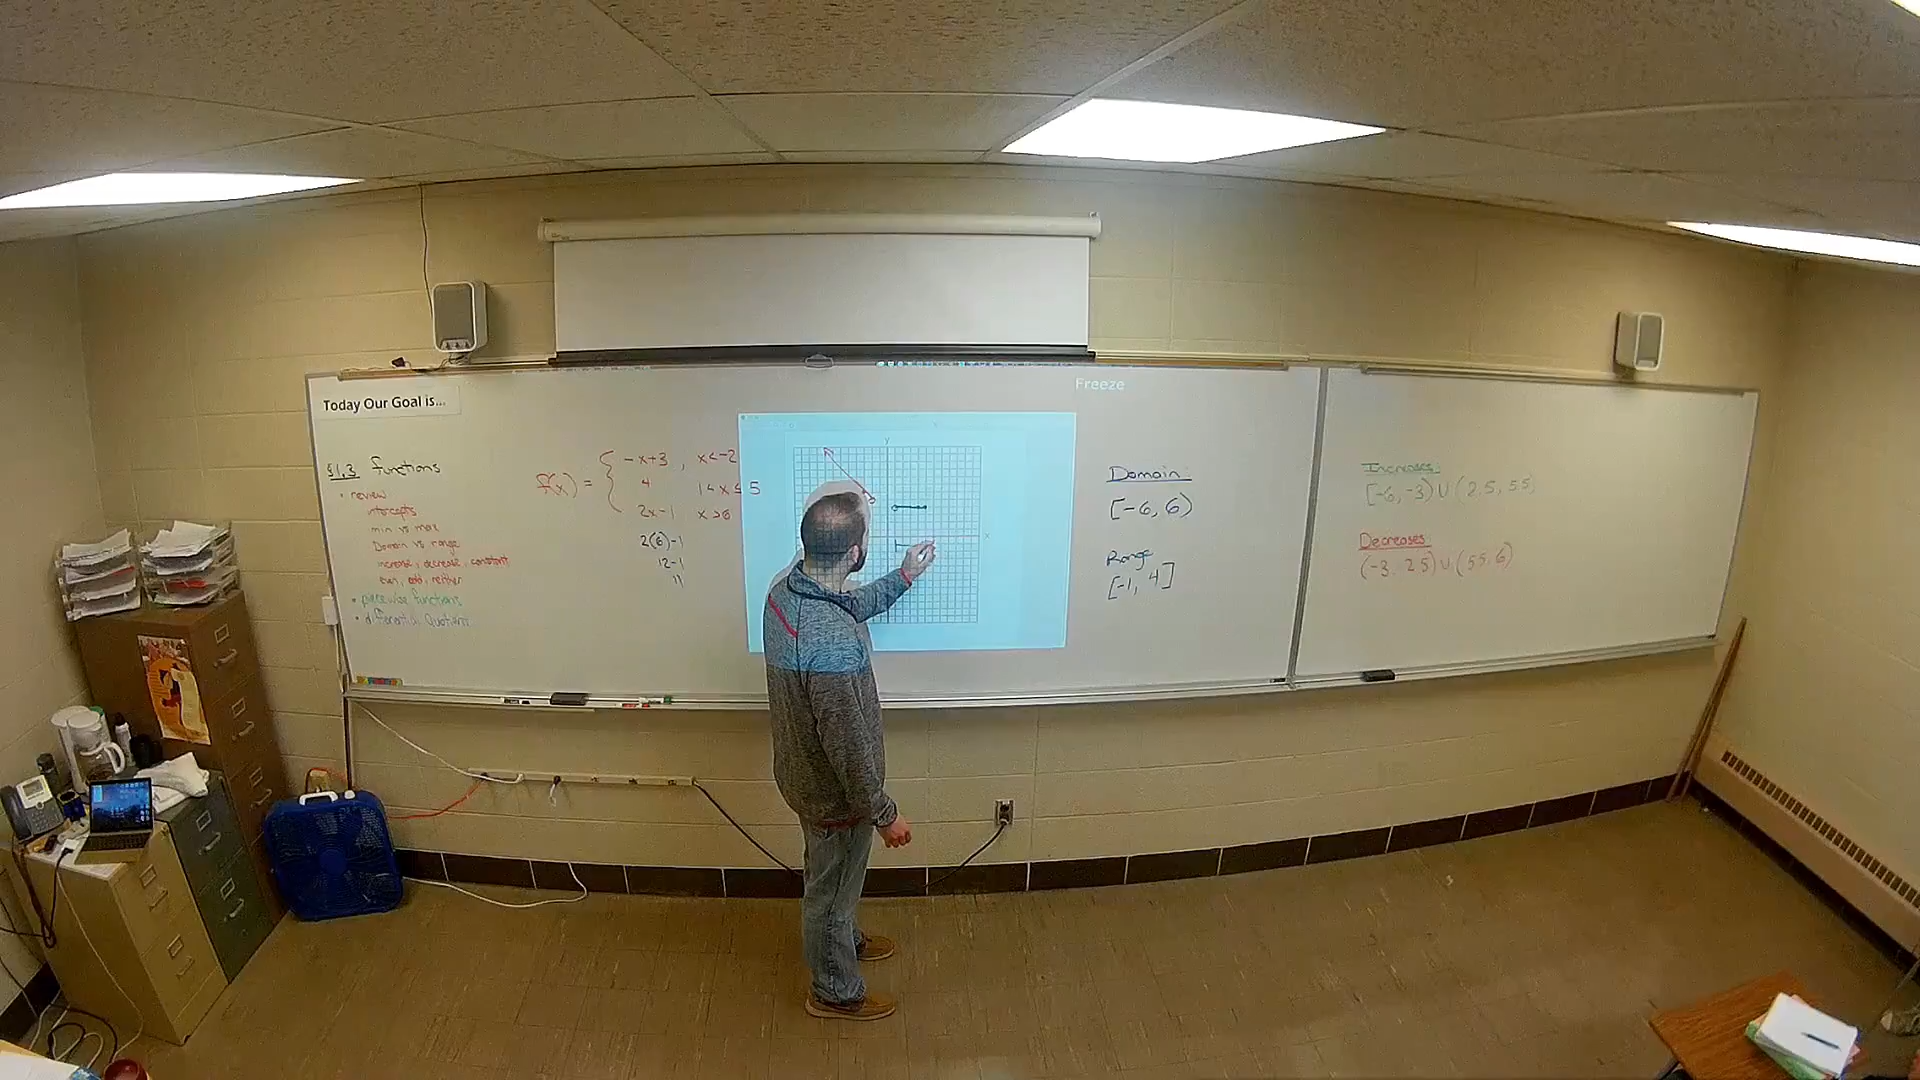 Freeze
Today Our Goal is...
§1.3 functions
• review
intercepts
min vs max
Domain vs range
increase, decrease, constant
even, odd, neither
• piecewise functions
• differential Quotient
f(x) = { -x+3 , x<-2
4 1<x≤5
2x-1 x>6
2(6)-1
12-1
11
y
x
Domain:
[-6, 6)
Range
[-1, 4]
Increases:
[-6,-3)∪(2.5, 5.5)
Decreases:
(-3, 2.5)∪(5.5, 6)